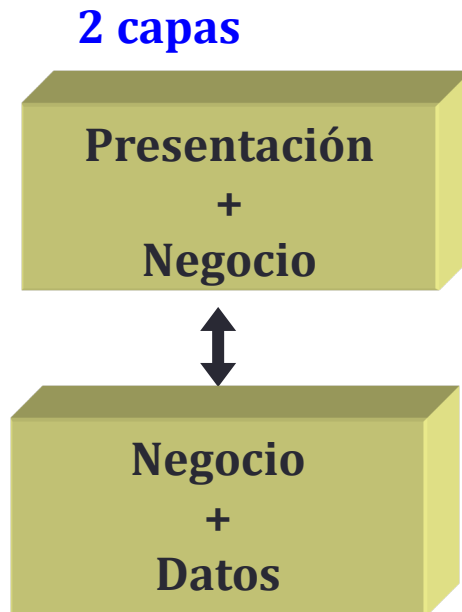 2 capas
Presentación
+
Negocio
Negocio
+
Datos